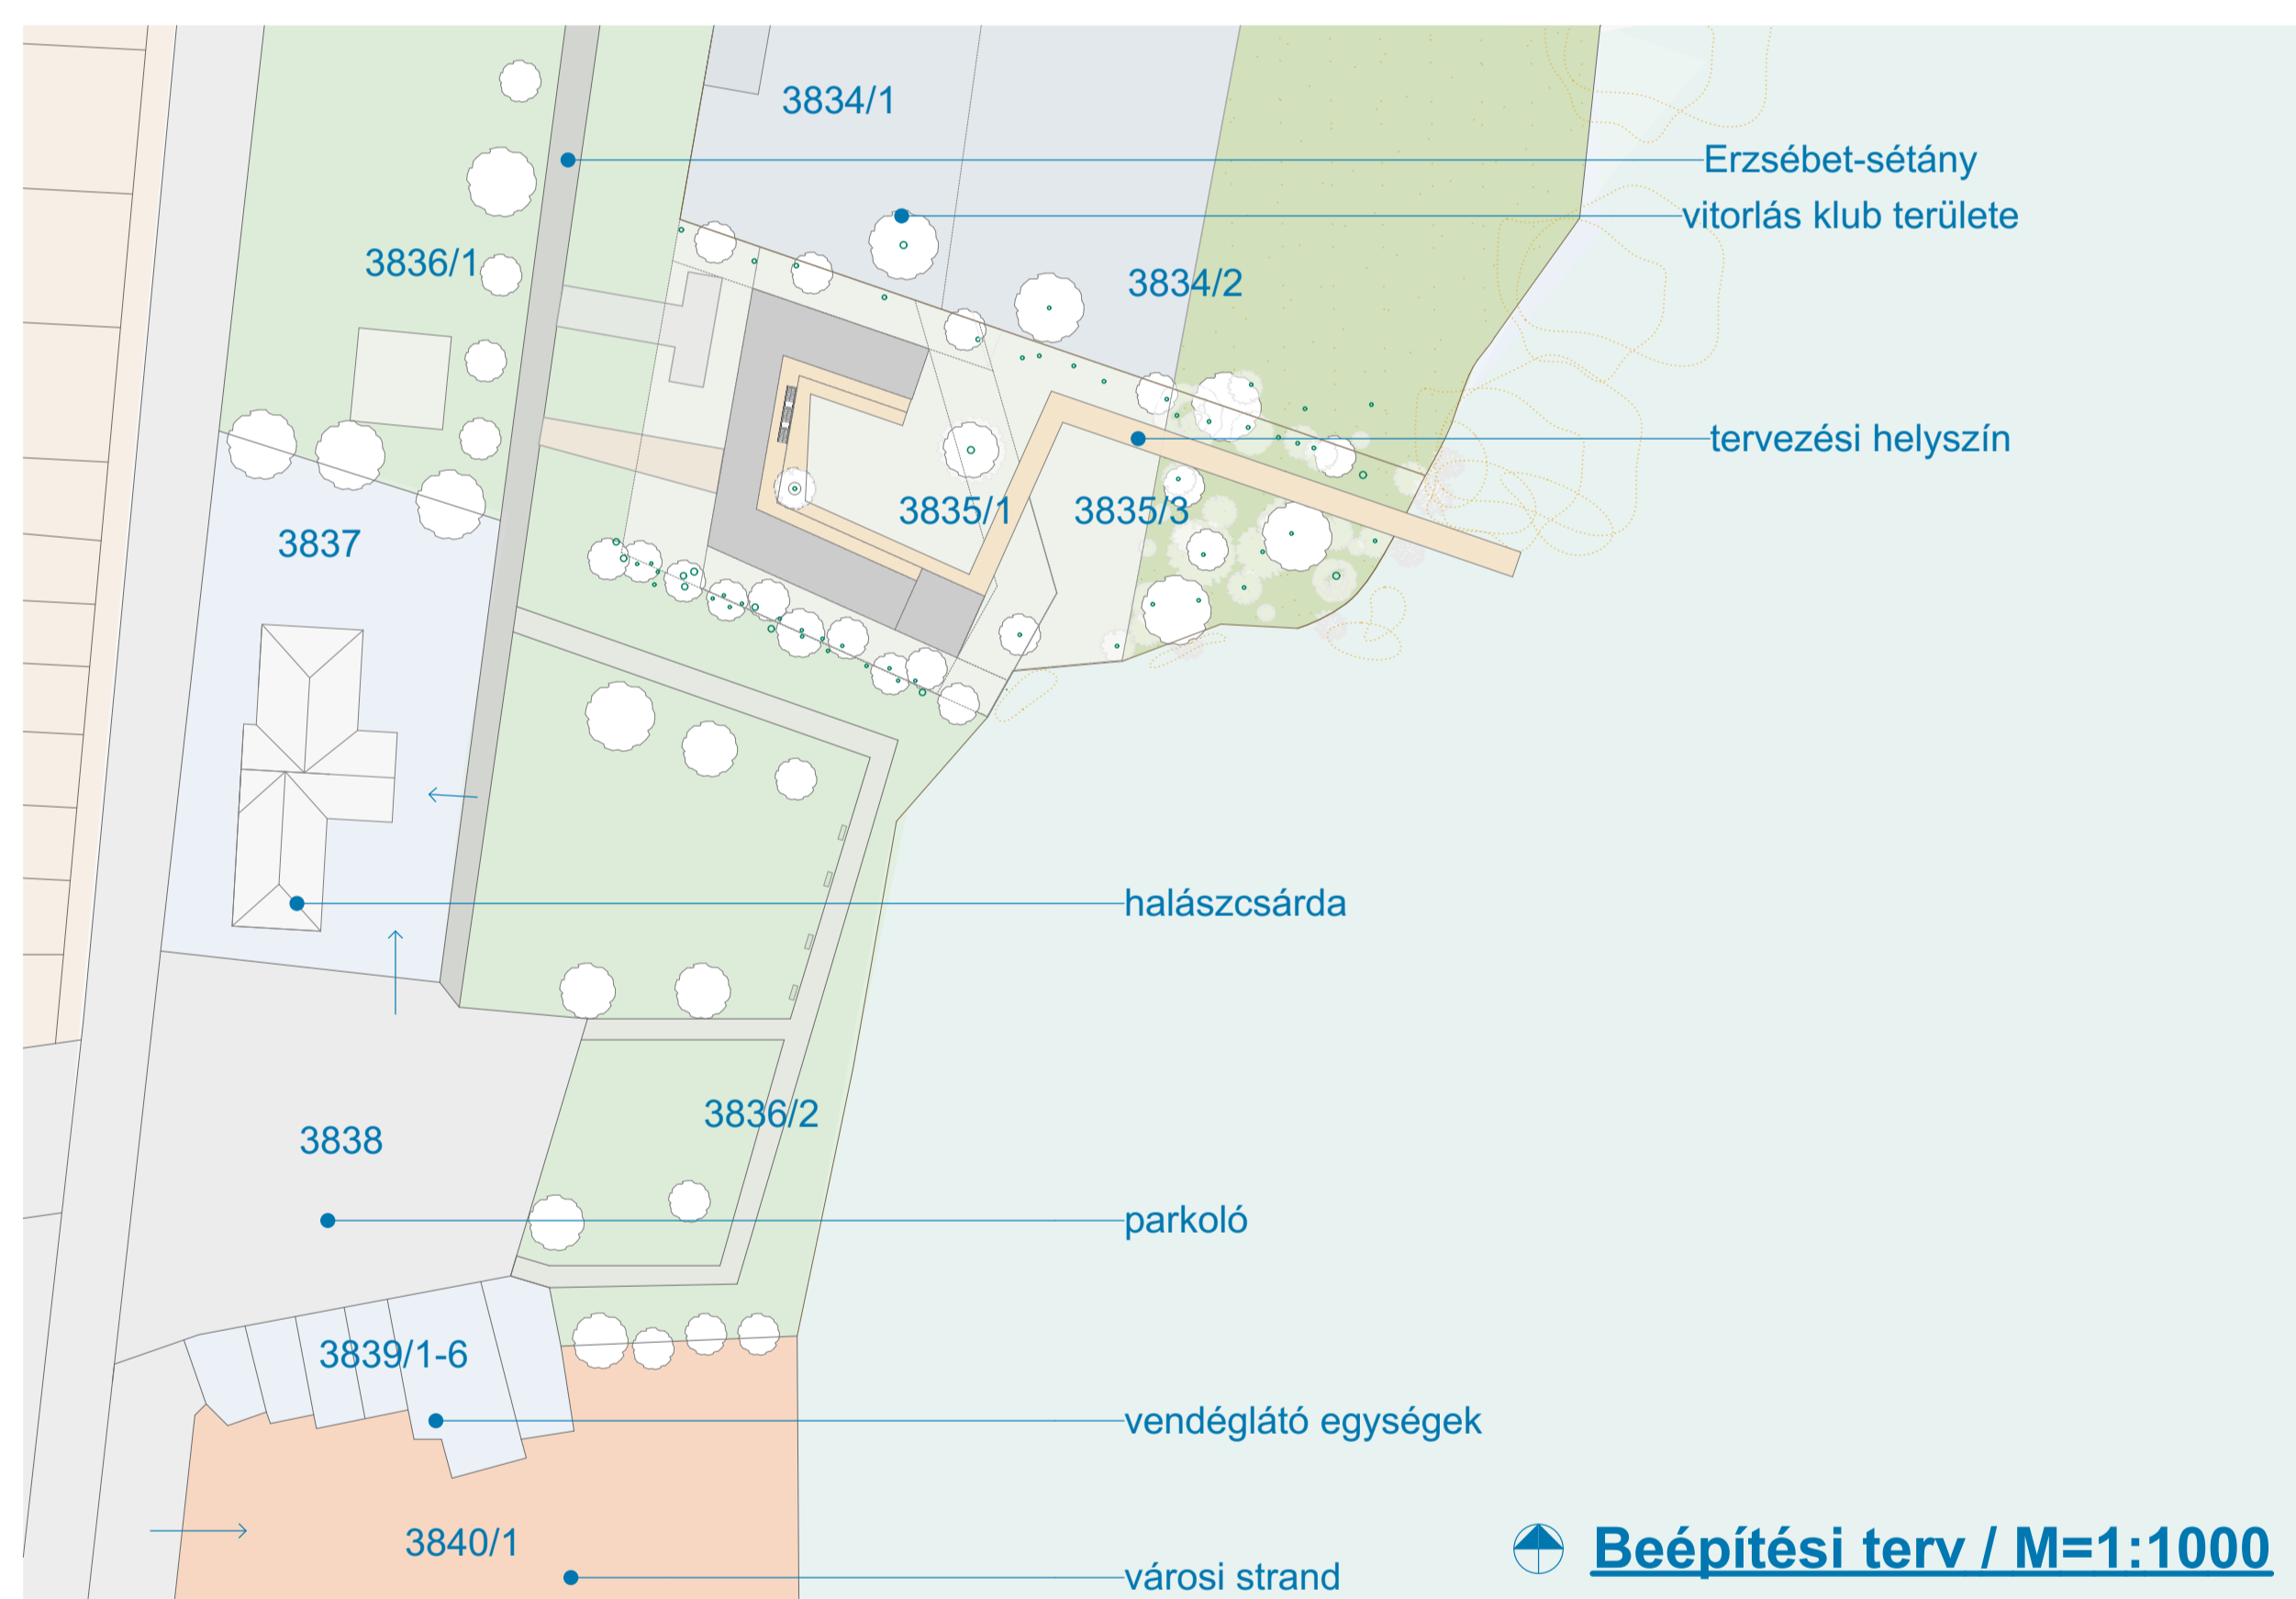 3834/1
Erzsébet-sétány
vitorlás klub területe
3836/1
3834/2
tervezési helyszín
3835/1
3835/3
3837
halászcsárda
3836/2
3838
parkoló
3839/1-6
vendéglátó egységek
3840/1
városi strand
Beépítési terv / M=1:1000